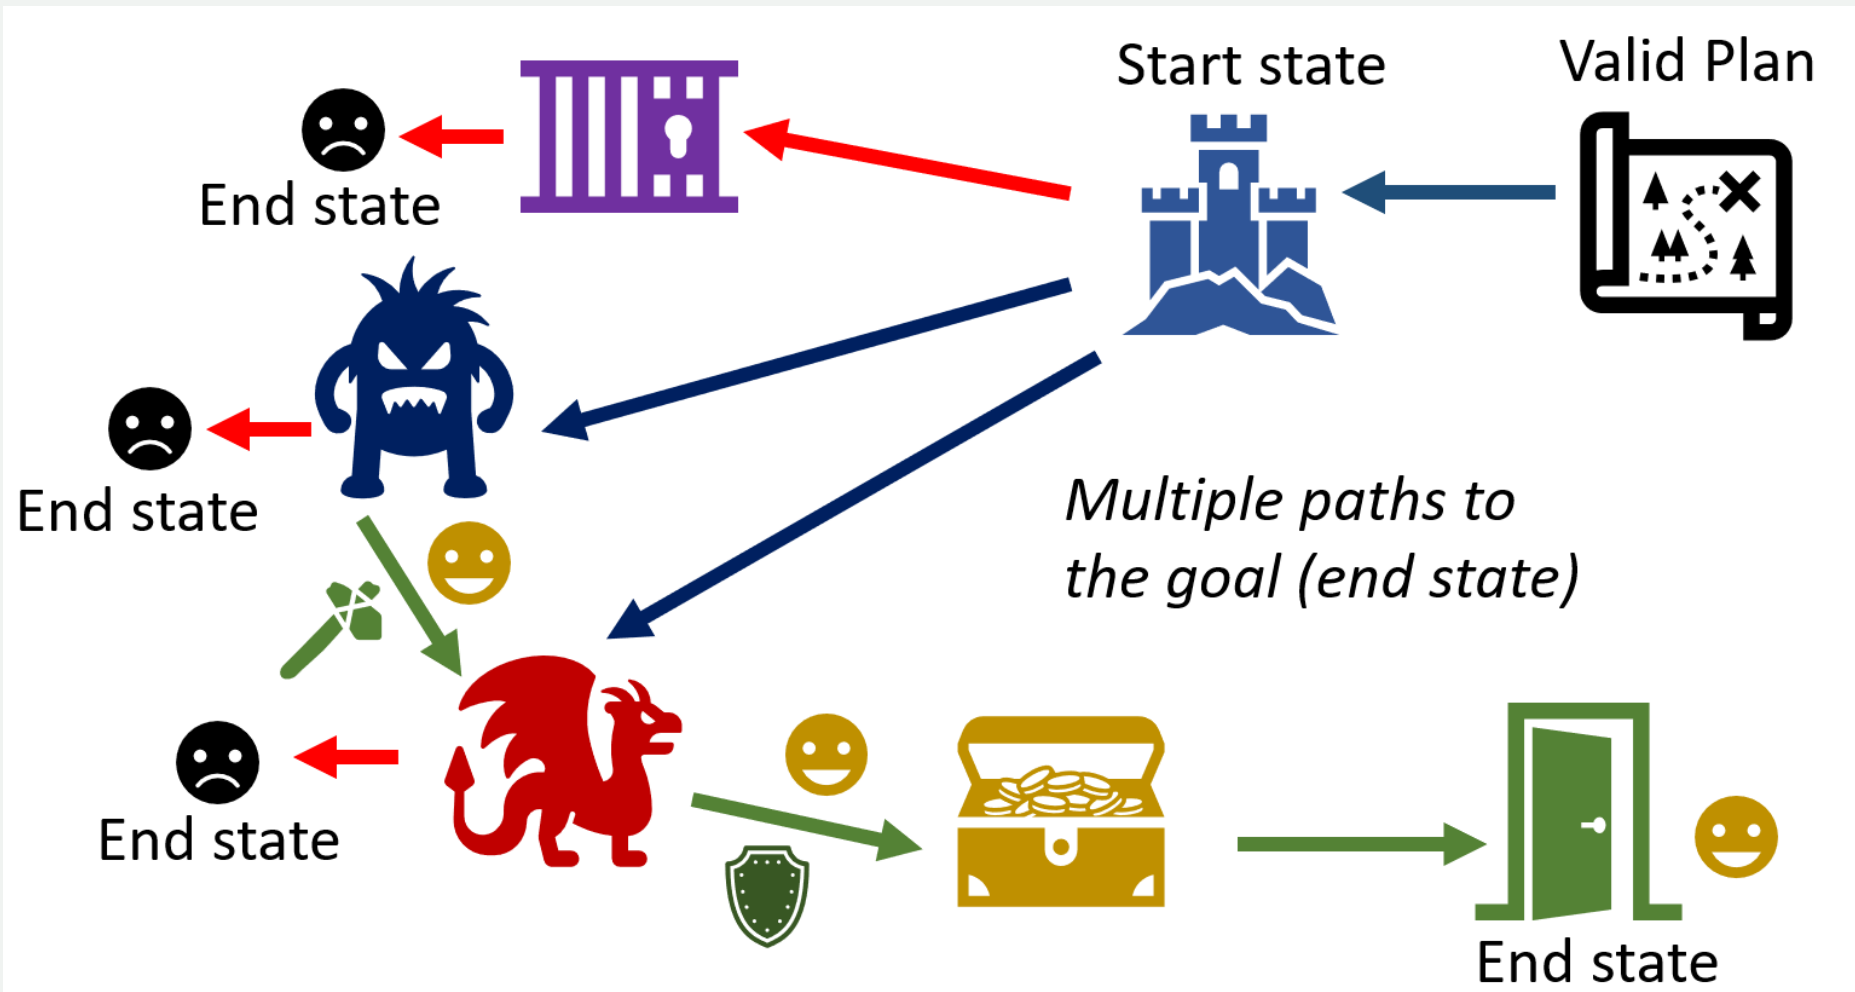 Start state
Valid Plan
End state
End state
Multiple paths to
the goal (end state)
End state
End state